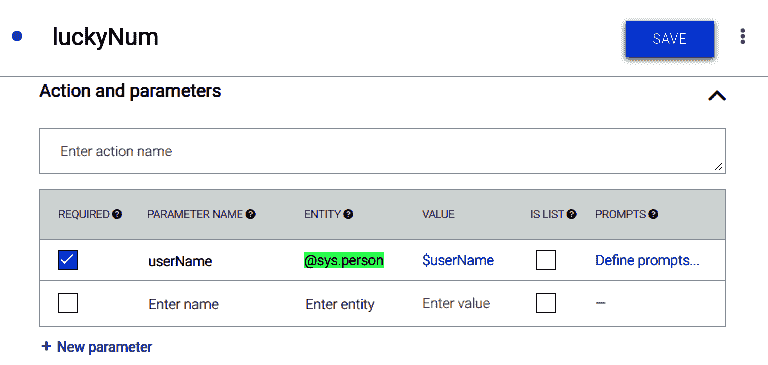 luckyNum SAVE
Action and parameters
Enter action name
REQUIRED PARAMETER NAME ENTITY VALUE IS LIST PROMPTS
userName @sys.person $userName Define prompts...
Enter name Enter entity Enter value —
+ New parameter